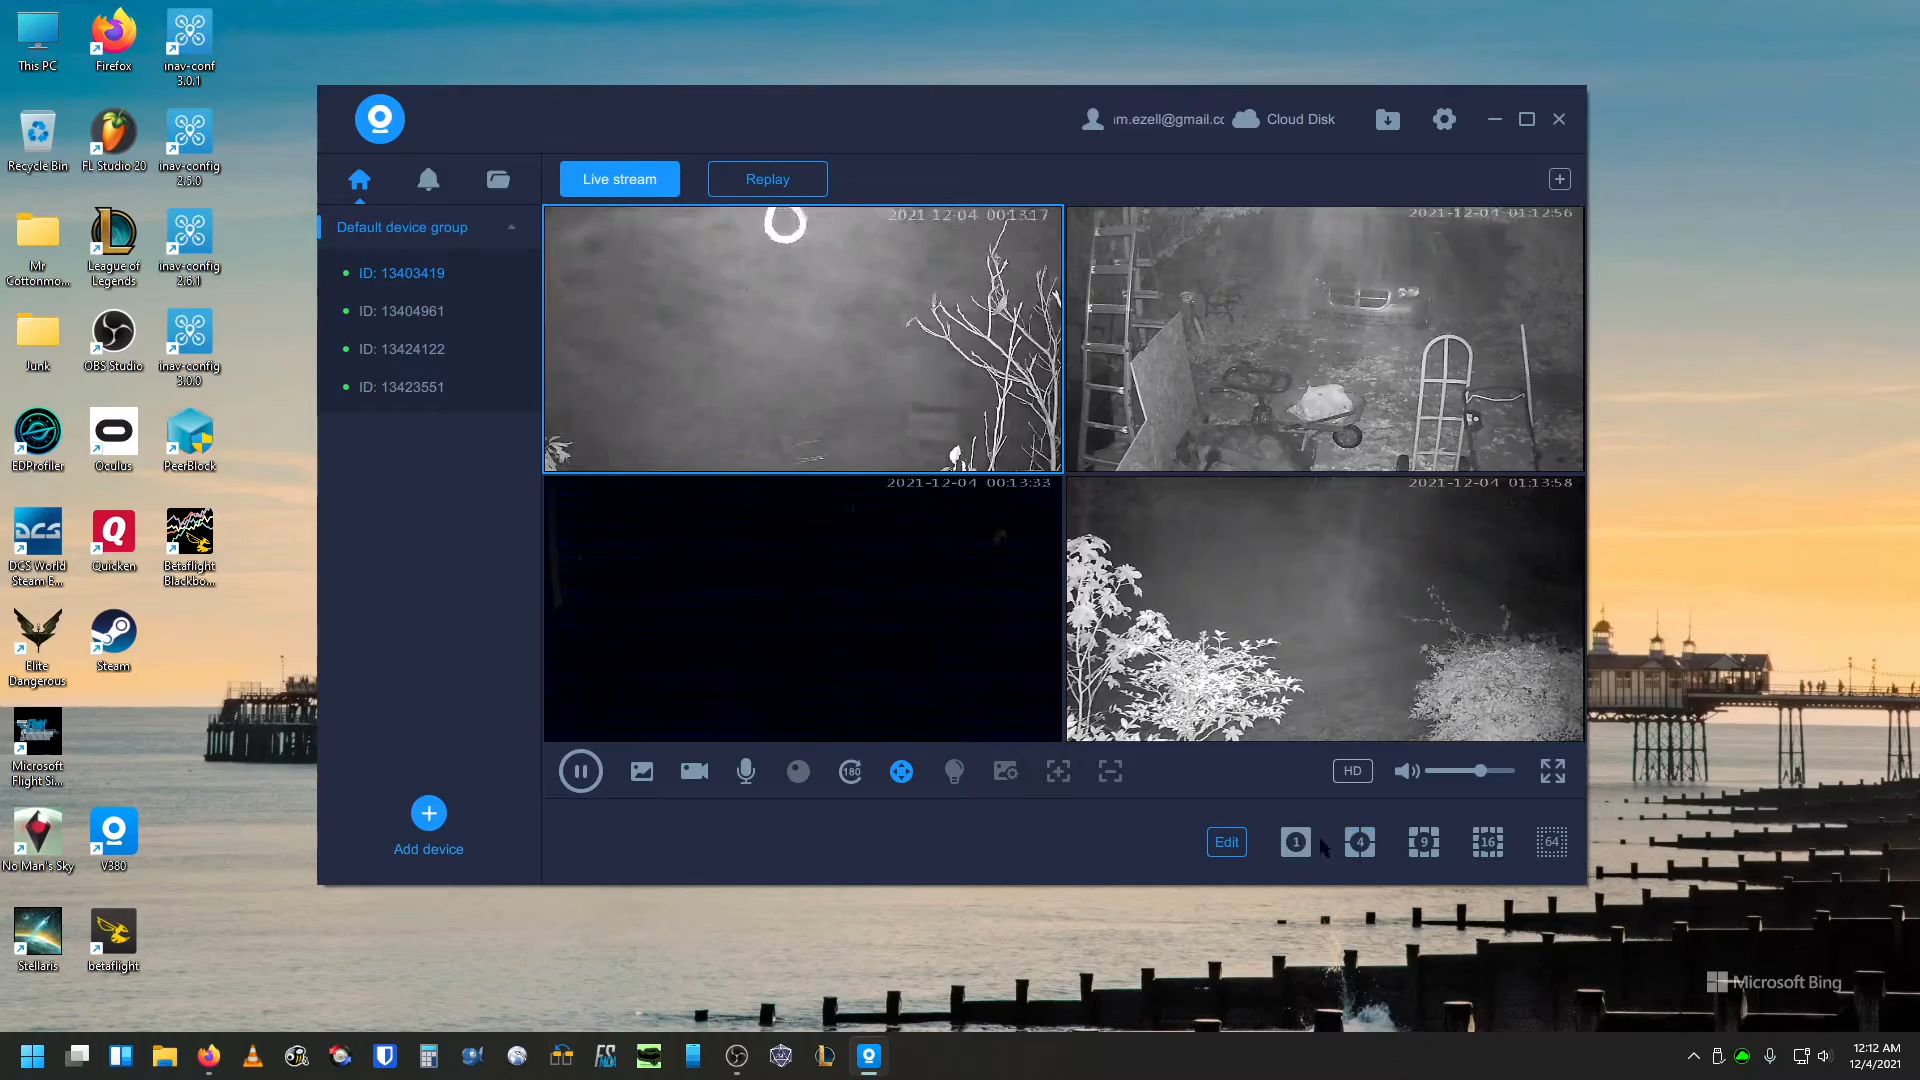 This PC
Firefox
inav-conf
3.0.1
Recycle Bin
FL Studio 20
inav-config
2.5.0
Mr
Cottonmo...
League of
Legends
inav-config
2.6.1
Junk
OBS Studio
inav-config
3.0.0
EDProfiler
Oculus
PeerBlock
DCS
DCS World
Steam E...
Q
Quicken
Betaflight
Blackbo...
Elite
Dangerous
Steam
Microsoft
Flight Si...
No Man's Sky
V380
Stellaris
betaflight
im.ezell@gmail.cc
Cloud Disk
Live stream
Replay
Default device group
ID: 13403419
ID: 13404961
ID: 13424122
ID: 13423551
2021-12-04 00:13:17
2021-12-04 01:12:56
2021-12-04 00:13:33
2021-12-04 01:13:58
180
HD
Add device
Edit
1
4
9
16
64
Microsoft Bing
12:12 AM
12/4/2021